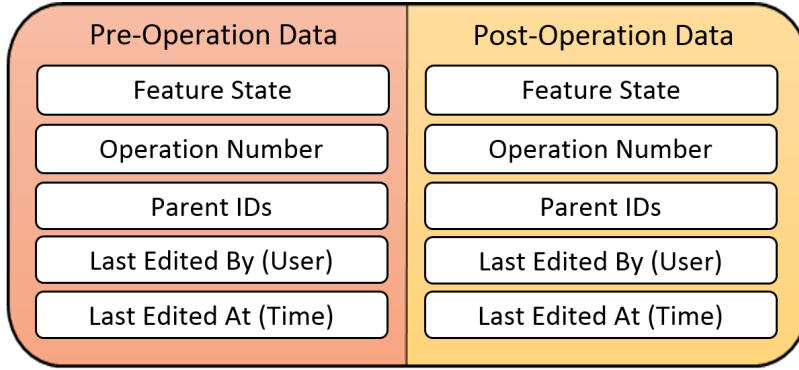 Pre-Operation Data
Feature State
Operation Number
Parent IDs
Last Edited By (User)
Last Edited At (Time)
Post-Operation Data
Feature State
Operation Number
Parent IDs
Last Edited By (User)
Last Edited At (Time)